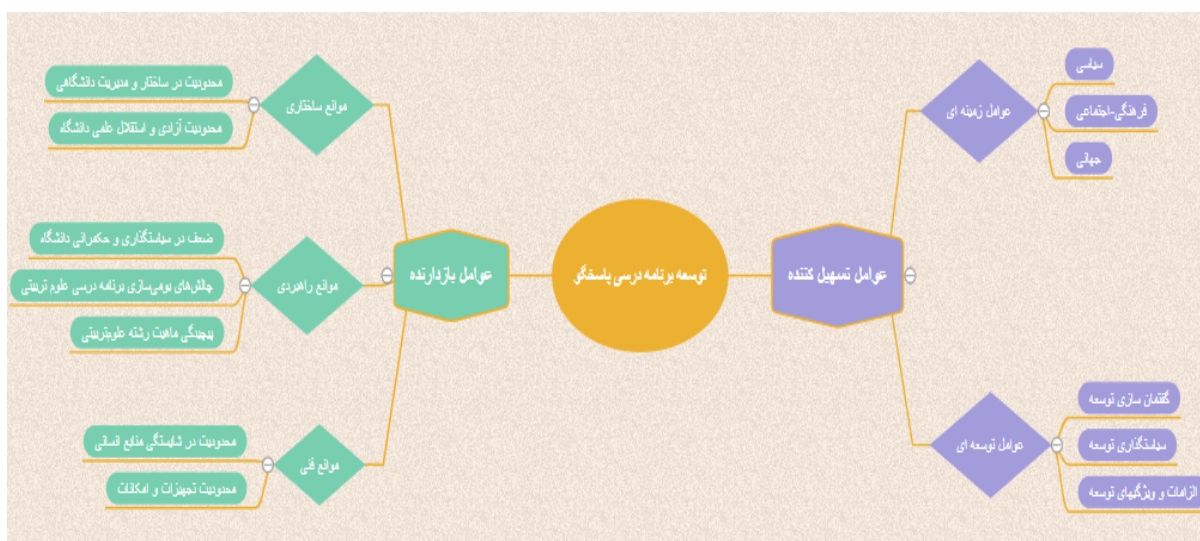 توسعه برنامه درسی پاسخگو
عوامل تسهیل کننده
عوامل زمینه ای
سیاسی
فرهنگی-اجتماعی
جهانی
عوامل توسعه ای
گفتمان سازی توسعه
سیاستگذاری توسعه
الزامات و ویژگیهای توسعه
عوامل بازدارنده
موانع ساختاری
محدودیت در ساختار و مدیریت دانشگاهی
محدودیت آزادی و استقلال علمی دانشگاه
موانع راهبردی
ضعف در سیاستگذاری و حکمرانی دانشگاه
چالش‌های بومی‌سازی برنامه درسی علوم تربیتی
پیچیدگی ماهیت رشته علوم‌تربیتی
موانع فنی
محدودیت در شایستگی منابع انسانی
محدودیت تجهیزات و امکانات